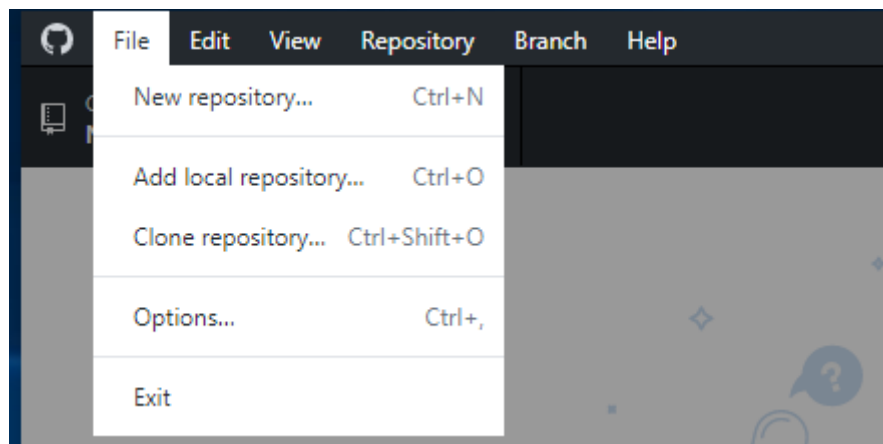 File Edit View Repository Branch Help
New repository... Ctrl+N
Add local repository... Ctrl+O
Clone repository... Ctrl+Shift+O
Options... Ctrl+,
Exit
?